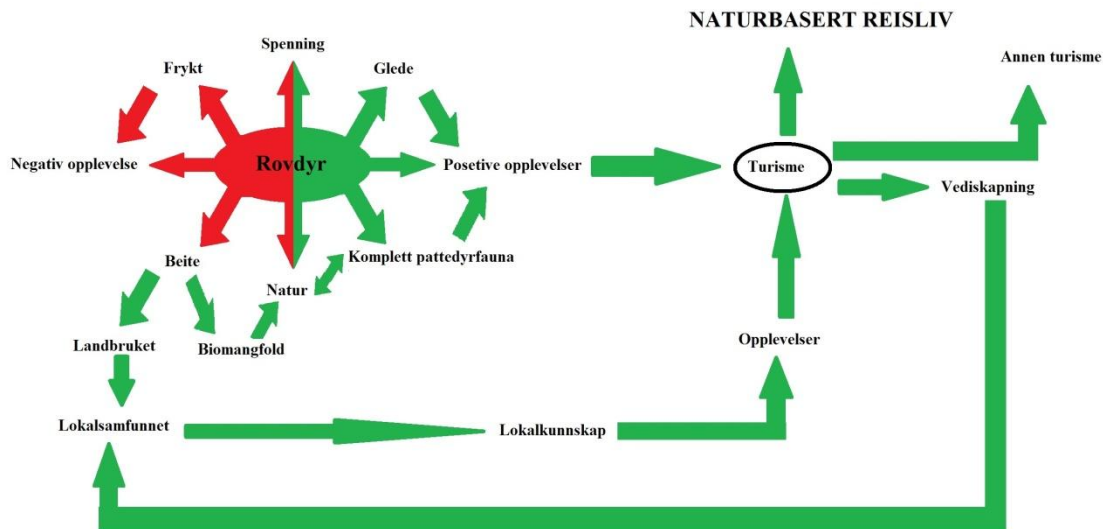 NATURBASERT REISLIV
Spenning
Annen turisme
Frykt
Glede
Negativ opplevelse
Rovdyr
Posetive opplevelser
Turisme
Vediskapning
Beite
Komplett pattedyrfauna
Natur
Landbruket
Biomangfold
Opplevelser
Lokalsamfunnet
Lokalkunnskap